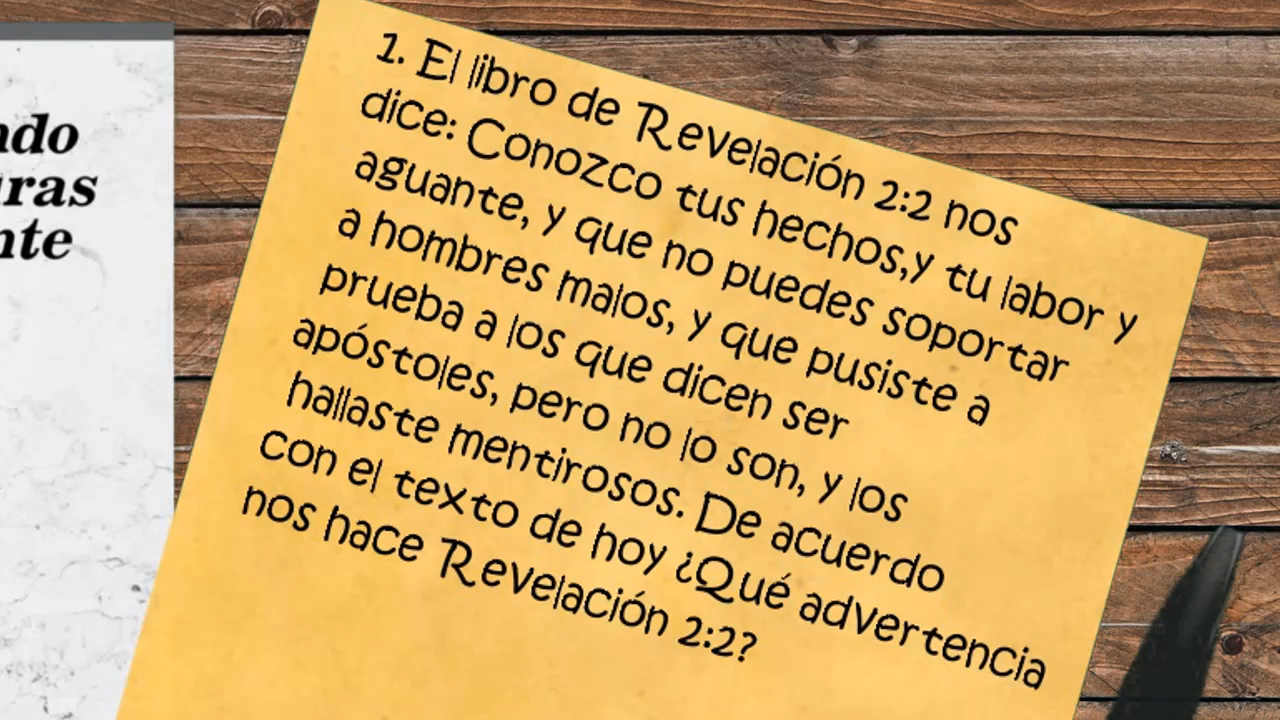 ndo
uras
nte
1. El libro de Revelación 2:2 nos
dice: Conozco tus hechos,y tu labor y
aguante, y que no puedes soportar
a hombres malos, y que pusiste a
prueba a los que dicen ser
apóstoles, pero no lo son, y los
hallaste mentirosos. De acuerdo
con el texto de hoy ¿Qué advertencia
nos hace Revelación 2:2?